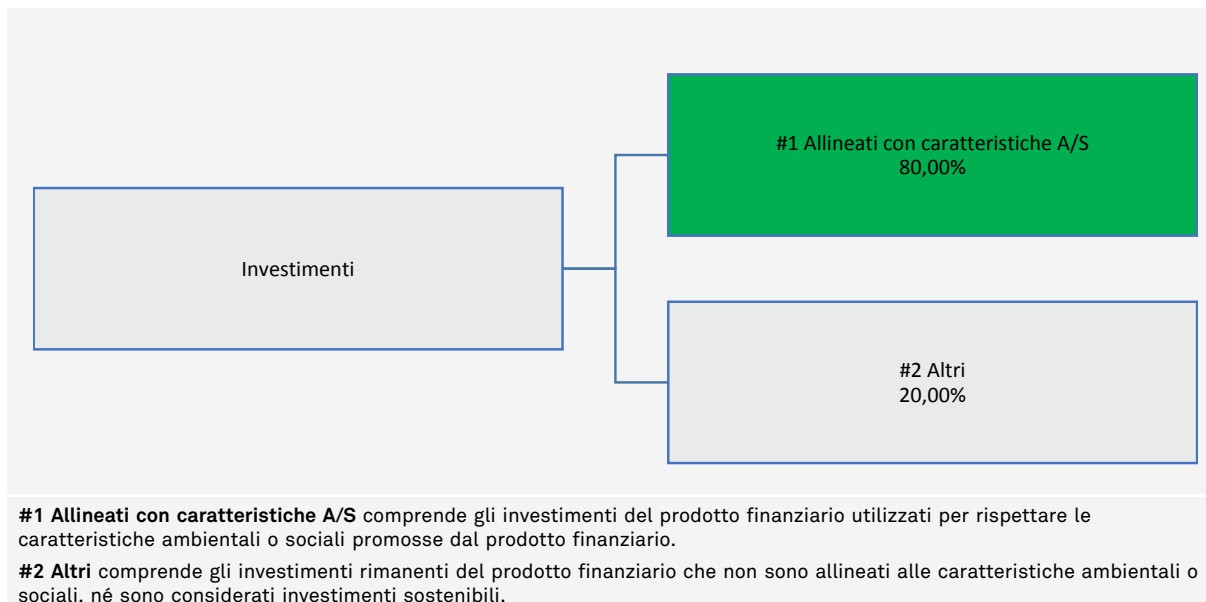 #1 Allineati con caratteristiche A/S
80,00%
Investimenti
#2 Altri
20,00%
#1 Allineati con caratteristiche A/S comprende gli investimenti del prodotto finanziario utilizzati per rispettare le
caratteristiche ambientali o sociali promosse dal prodotto finanziario.
#2 Altri comprende gli investimenti rimanenti del prodotto finanziario che non sono allineati alle caratteristiche ambientali o
sociali, né sono considerati investimenti sostenibili.